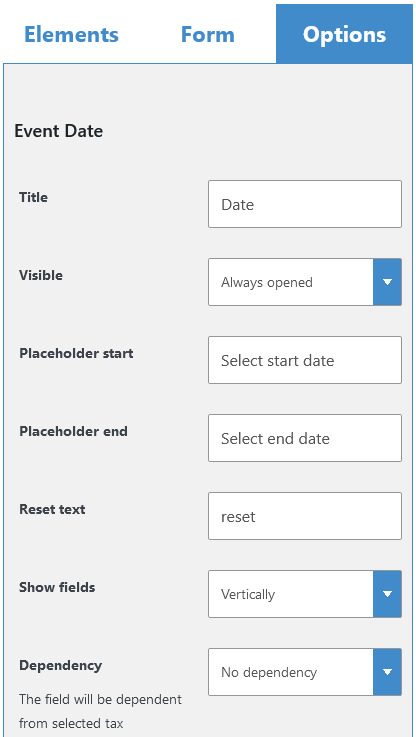 Elements Form Options
Event Date
Title Date
Visible Always opened
Placeholder start Select start date
Placeholder end Select end date
Reset text reset
Show fields Vertically
Dependency No dependency
The field will be dependent
from selected tax